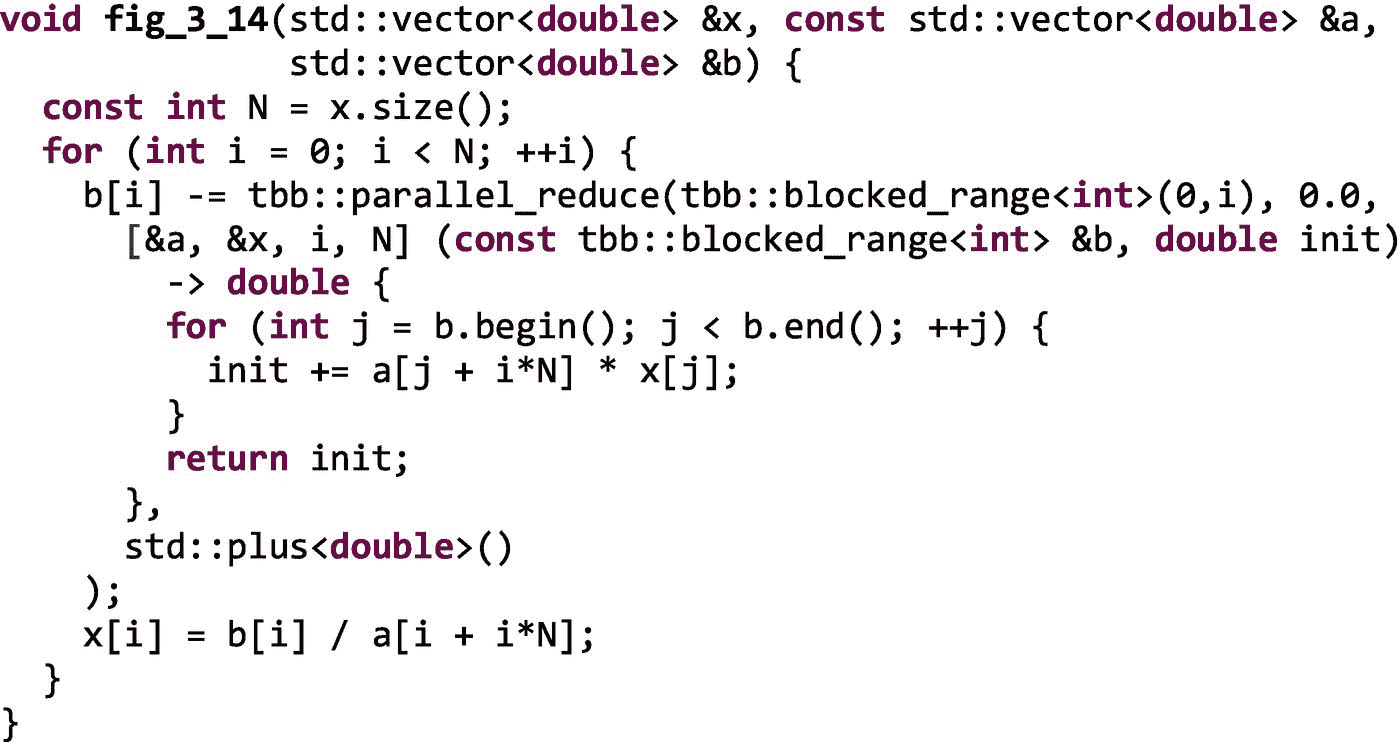 void fig_3_14(std::vector<double> &x, const std::vector<double> &a,
              std::vector<double> &b) {
  const int N = x.size();
  for (int i = 0; i < N; ++i) {
    b[i] -= tbb::parallel_reduce(tbb::blocked_range<int>(0,i), 0.0,
      [&a, &x, i, N] (const tbb::blocked_range<int> &b, double init)
        -> double {
        for (int j = b.begin(); j < b.end(); ++j) {
          init += a[j + i*N] * x[j];
        }
        return init;
      },
      std::plus<double>()
    );
    x[i] = b[i] / a[i + i*N];
  }
}